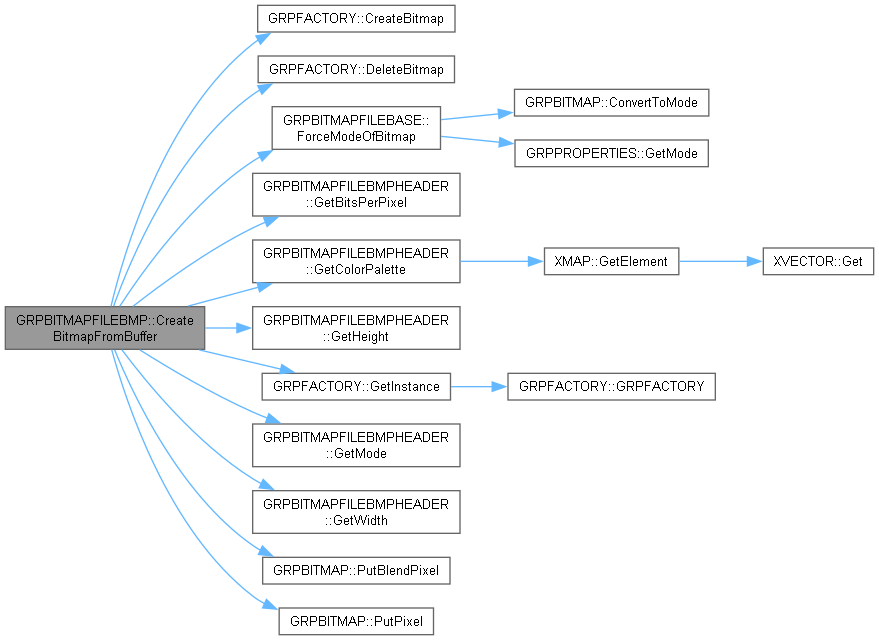 GRPFACTORY::CreateBitmap
GRPFACTORY::DeleteBitmap
GRPBITMAPFILEBASE::
ForceModeOfBitmap
GRPBITMAP::ConvertToMode
GRPPROPERTIES::GetMode
GRPBITMAPFILEBMPHEADER
::GetBitsPerPixel
GRPBITMAPFILEBMPHEADER
::GetColorPalette
XMAP::GetElement
XVECTOR::Get
GRPBITMAPFILEBMP::Create
BitmapFromBuffer
GRPBITMAPFILEBMPHEADER
::GetHeight
GRPFACTORY::GetInstance
GRPFACTORY::GRPFACTORY
GRPBITMAPFILEBMPHEADER
::GetMode
GRPBITMAPFILEBMPHEADER
::GetWidth
GRPBITMAP::PutBlendPixel
GRPBITMAP::PutPixel